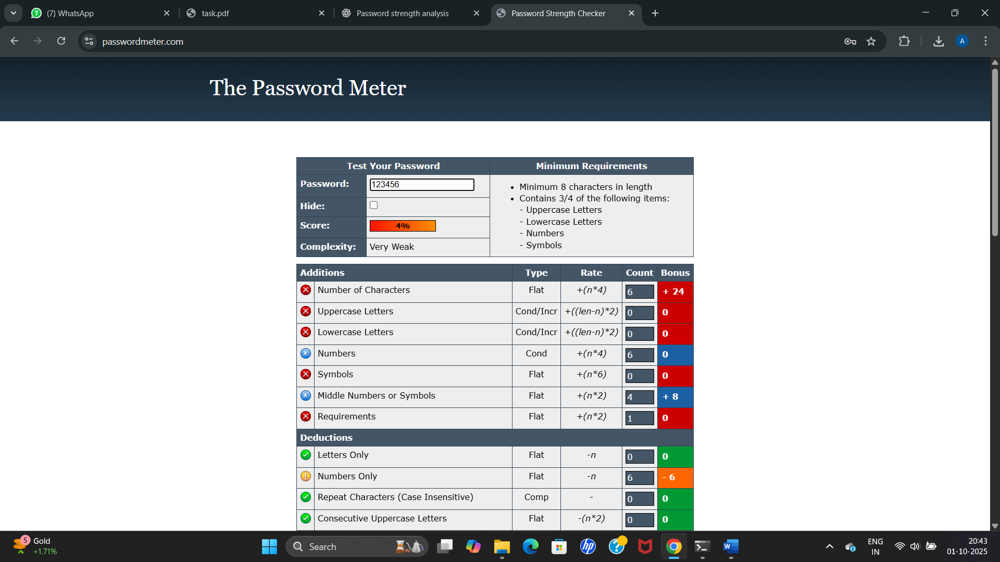 (7) WhatsApp
task.pdf
Password strength analysis
Password Strength Checker
passwordmeter.com
A
The Password Meter
Test Your Password Minimum Requirements
Password: 123456
Hide:
Score: 4%
Complexity: Very Weak
• Minimum 8 characters in length
• Contains 3/4 of the following items:
- Uppercase Letters
- Lowercase Letters
- Numbers
- Symbols
Additions Type Rate Count Bonus
Number of Characters Flat +(n*4) 6 + 24
Uppercase Letters Cond/Incr +((len-n)*2) 0 0
Lowercase Letters Cond/Incr +((len-n)*2) 0 0
Numbers Cond +(n*4) 6 0
Symbols Flat +(n*6) 0 0
Middle Numbers or Symbols Flat +(n*2) 4 + 8
Requirements Flat +(n*2) 1 0
Deductions
Letters Only Flat -n 0 0
Numbers Only Flat -n 6 - 6
Repeat Characters (Case Insensitive) Comp - 0 0
Consecutive Uppercase Letters Flat -(n*2) 0 0
5
Gold
+1.71%
Search
hp
W
ENG
IN
20:43
01-10-2025